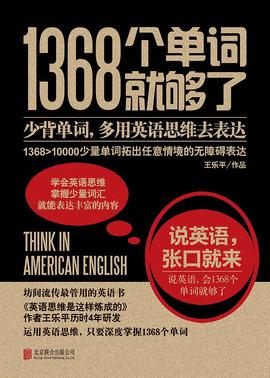 1368个单词
就够了
少背单词，多用英语思维去表达
1368>10000少量单词拓出任意情境的无障碍表达
王乐平/作品
学会英语思维
掌握少量词汇
就能表达丰富的内容
THINK IN
AMERICAN ENGLISH
说英语，
张口就来
说英语，会1368个
单词就够了
坊间流传最管用的英语书
《英语思维是这样炼成的》
作者王乐平历时4年研发
运用英语思维，只要深度掌握1368个单词
北京联合出版公司